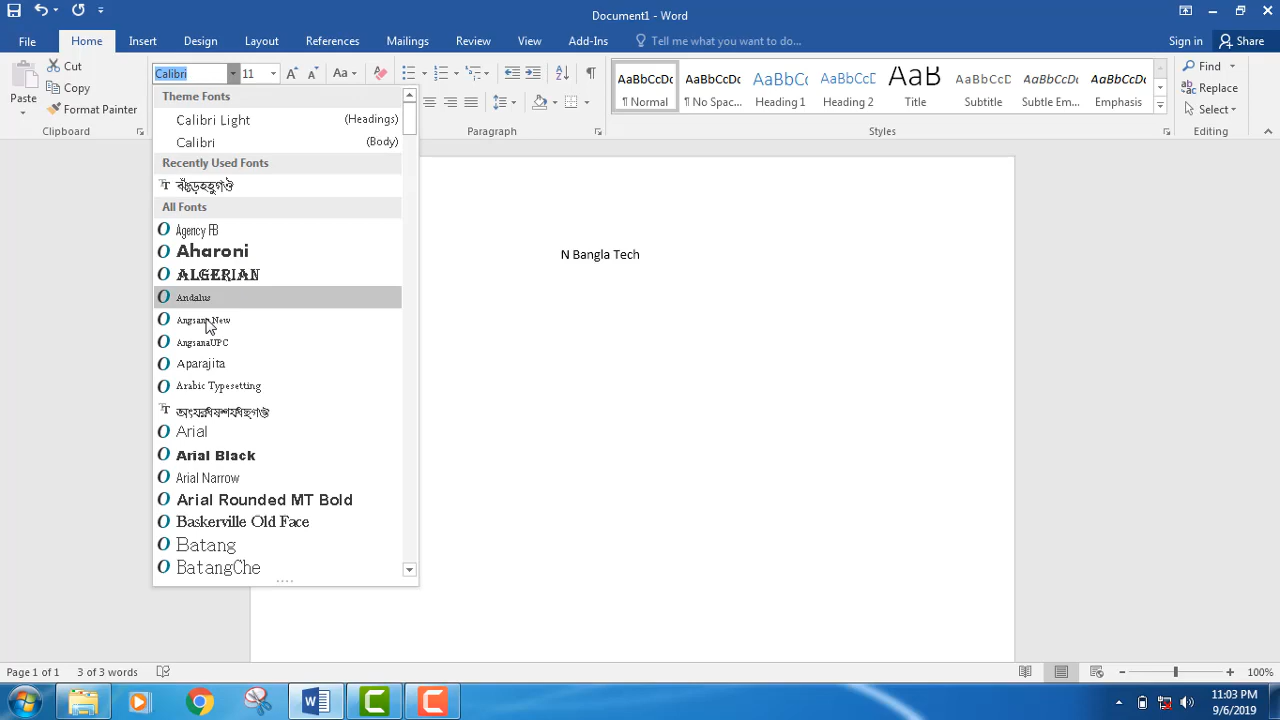 Document1 - Word
File Home Insert Design Layout References Mailings Review View Add-Ins Tell me what you want to do... Sign in Share
Paste
Cut
Copy
Format Painter
Clipboard
Calibri 11 Aa
Paragraph
AaBbCcDc AaBbCcDc AaBbCc AaBbCcD AaB AaBbCcD AaBbCcDc AaBbCcDc
¶ Normal ¶ No Spac... Heading 1 Heading 2 Title Subtitle Subtle Em... Emphasis
Styles
Find
Replace
Select
Editing
Theme Fonts
Calibri Light (Headings)
Calibri (Body)
Recently Used Fonts
All Fonts
Agency FB
Aharoni
ALGERIAN
Andalus
Angsana New
AngsanaUPC
Aparajita
Arabic Typesetting
Arial
Arial Black
Arial Narrow
Arial Rounded MT Bold
Baskerville Old Face
Batang
BatangChe
N Bangla Tech
Page 1 of 1 3 of 3 words 100%
11:03 PM
9/6/2019